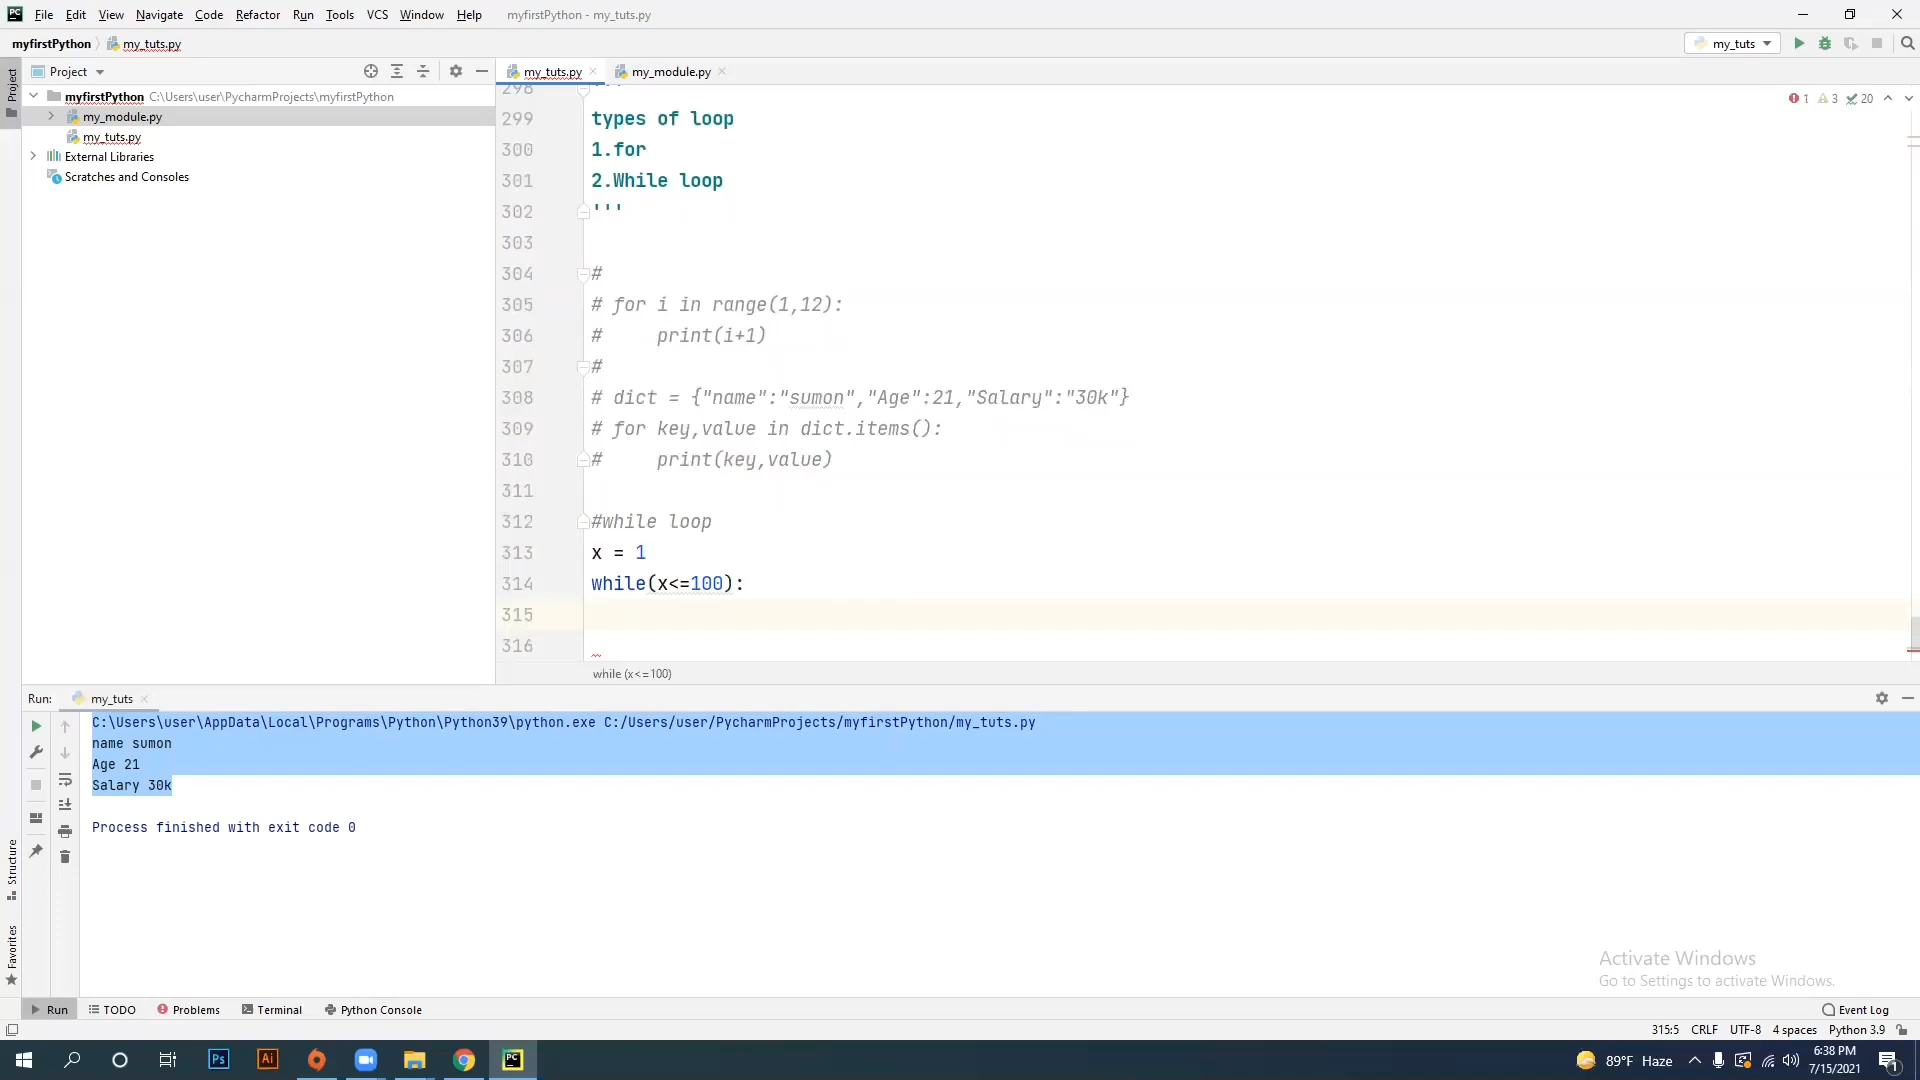 File Edit View Navigate Code Refactor Run Tools VCS Window Help myfirstPython - my_tuts.py
myfirstPython my_tuts.py my_tuts
Project my_tuts.py my_module.py
Project
myfirstPython C:\Users\user\PycharmProjects\myfirstPython
my_module.py
my_tuts.py
External Libraries
Scratches and Consoles
1 3 20
298 '''
299 types of loop
300 1.for
301 2.While loop
302 '''
303
304 #
305 # for i in range(1,12):
306 #     print(i+1)
307 #
308 # dict = {"name":"sumon","Age":21,"Salary":"30k"}
309 # for key,value in dict.items():
310 #     print(key,value)
311
312 #while loop
313 x = 1
314 while(x<=100):
315
316
while (x<=100)
Run: my_tuts
C:\Users\user\AppData\Local\Programs\Python\Python39\python.exe C:/Users/user/PycharmProjects/myfirstPython/my_tuts.py
name sumon
Age 21
Salary 30k
Process finished with exit code 0
Structure
Favorites
Activate Windows
Go to Settings to activate Windows.
Run TODO Problems Terminal Python Console Event Log
315:5 CRLF UTF-8 4 spaces Python 3.9
Ps Ai PC 89°F Haze 6:38 PM
7/15/2021 1